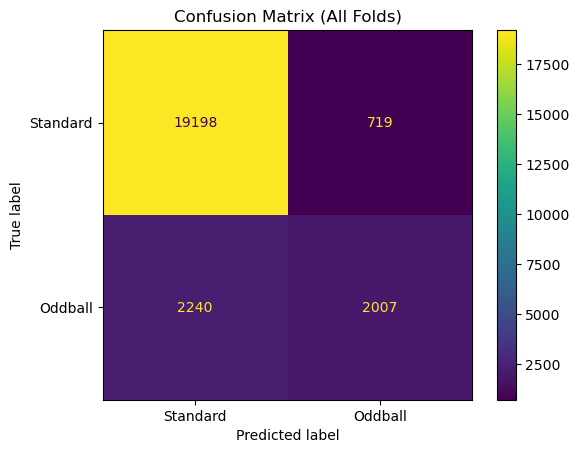 Confusion Matrix (All Folds)
Standard
19198
719
Oddball
2240
2007
Standard
Oddball
Predicted label
True label
17500
15000
12500
10000
7500
5000
2500